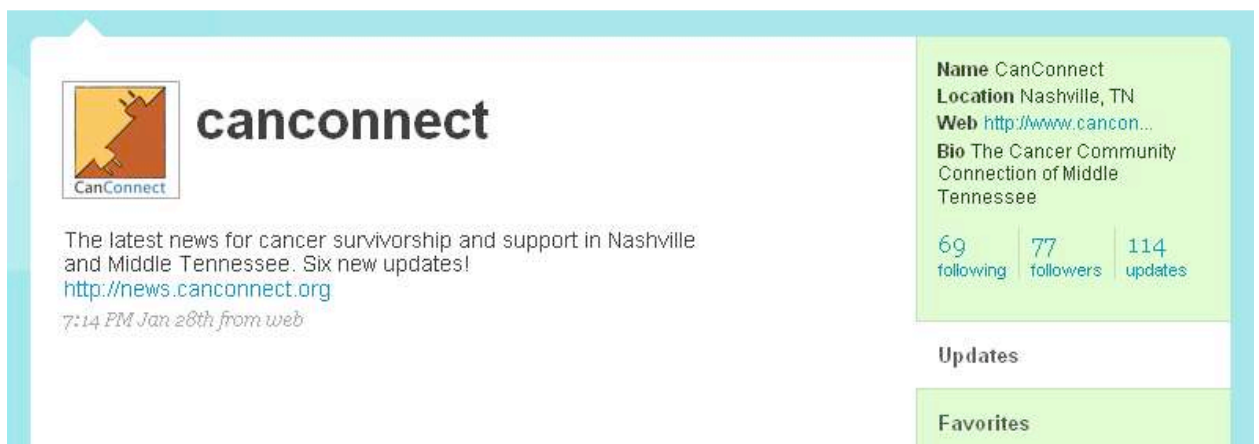 CanConnect
canconnect
The latest news for cancer survivorship and support in Nashville
and Middle Tennessee. Six new updates!
http://news.canconnect.org
7:14 PM Jan 28th from web
Name CanConnect
Location Nashville, TN
Web http://www.cancon...
Bio The Cancer Community
Connection of Middle
Tennessee
69 77 114
following followers updates
Updates
Favorites